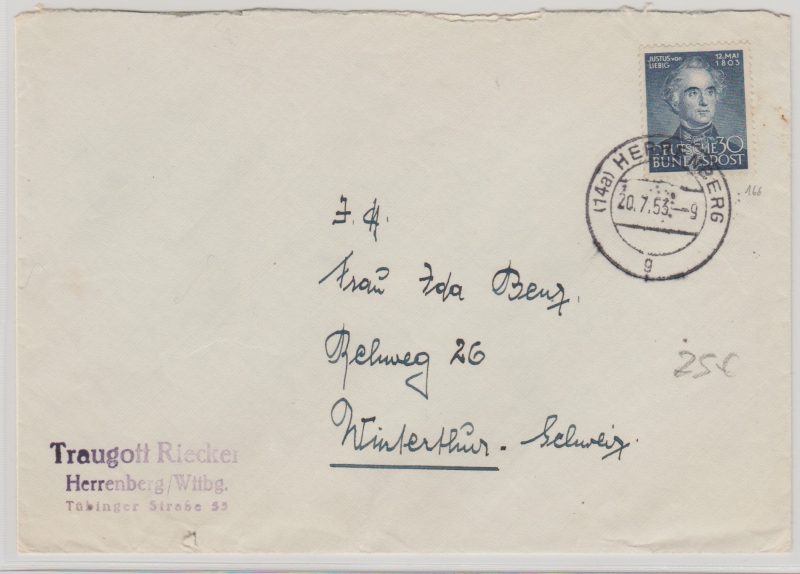 JUSTUS VON LIEBIG
12. MAI 1803
DEUTSCHE 30
BUNDESPOST
(14a) HERRENBERG
20.7.53.-9
g
166
Frau Ida Benz.
Rehweg 26
Winterthur. Schweiz.
25€
Traugott Riecker
Herrenberg/Wttbg.
Tübinger Straße 55